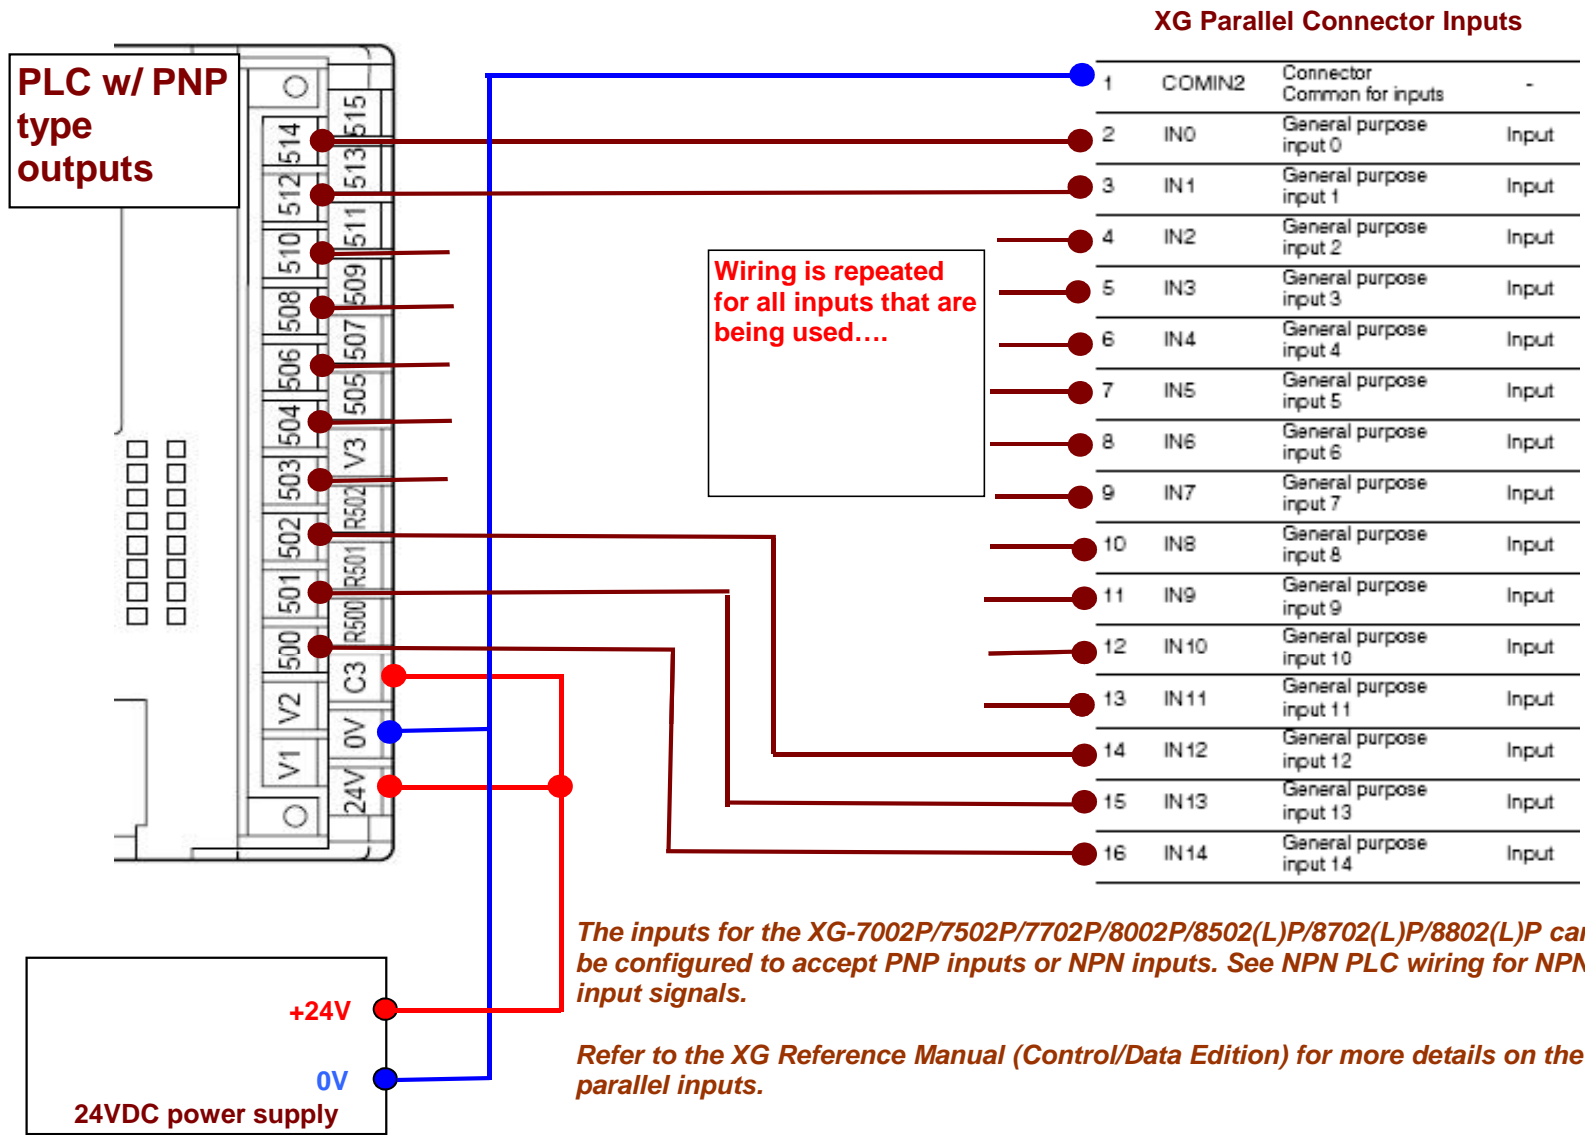 XG Parallel Connector Inputs
PLC w/ PNP
type
outputs
514
512
510
508
506
504
503
502
501
500
V2
V1
515
513
511
509
507
505
V3
R502
R501
R500
C3
0V
24V
Wiring is repeated
for all inputs that are
being used....
1 COMIN2 Connector Common for inputs -
2 IN0 General purpose input 0 Input
3 IN1 General purpose input 1 Input
4 IN2 General purpose input 2 Input
5 IN3 General purpose input 3 Input
6 IN4 General purpose input 4 Input
7 IN5 General purpose input 5 Input
8 IN6 General purpose input 6 Input
9 IN7 General purpose input 7 Input
10 IN8 General purpose input 8 Input
11 IN9 General purpose input 9 Input
12 IN10 General purpose input 10 Input
13 IN11 General purpose input 11 Input
14 IN12 General purpose input 12 Input
15 IN13 General purpose input 13 Input
16 IN14 General purpose input 14 Input
The inputs for the XG-7002P/7502P/7702P/8002P/8502(L)P/8702(L)P/8802(L)P can
be configured to accept PNP inputs or NPN inputs. See NPN PLC wiring for NPN
input signals.
Refer to the XG Reference Manual (Control/Data Edition) for more details on the
parallel inputs.
+24V
0V
24VDC power supply